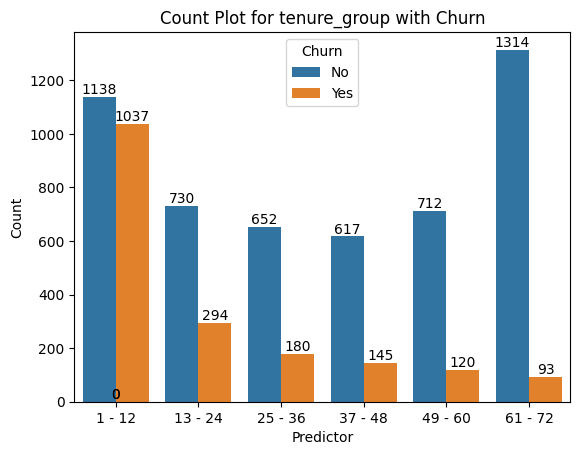 Count Plot for tenure_group with Churn
Churn
No
Yes
Count
1200
1000
800
600
400
200
0
1138
1037
0
730
294
652
180
617
145
712
120
1314
93
1 - 12
13 - 24
25 - 36
37 - 48
49 - 60
61 - 72
Predictor